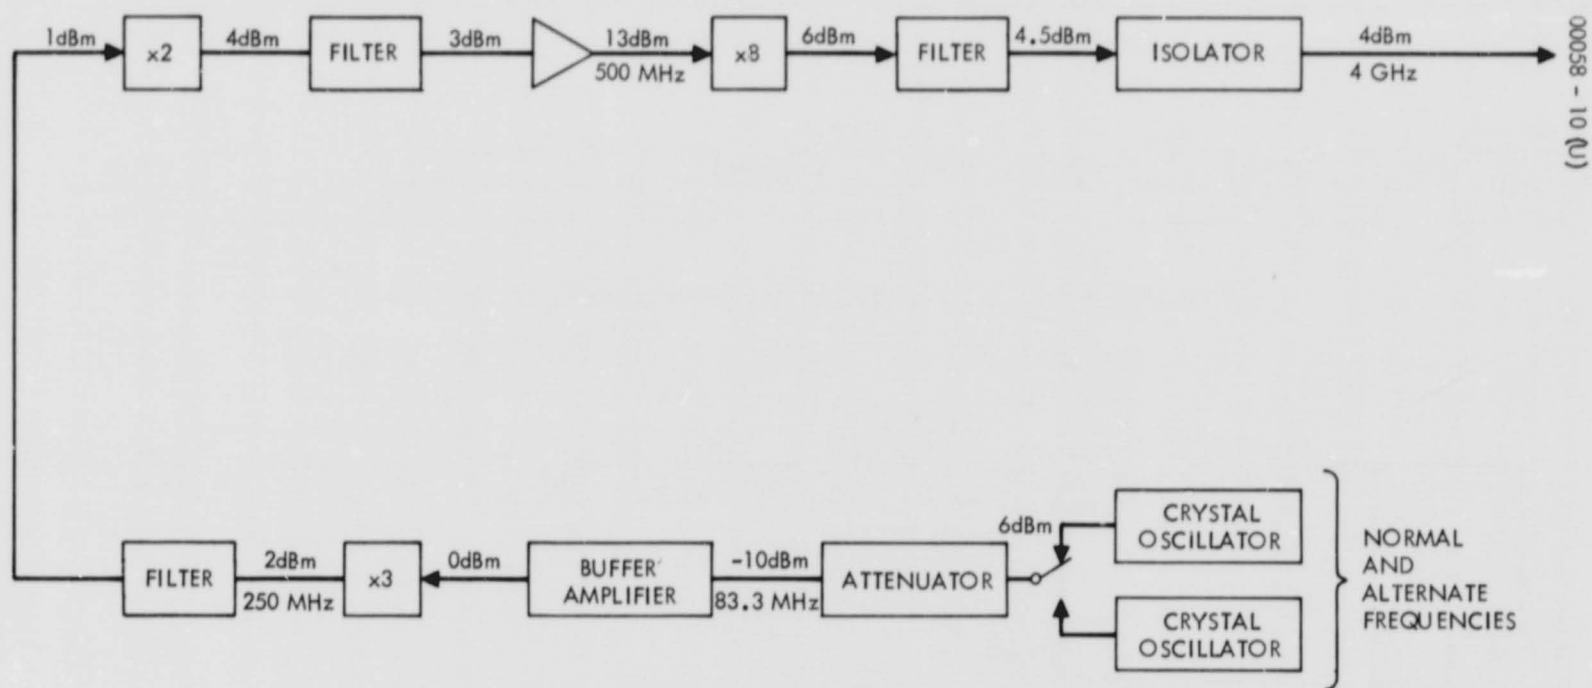 1dBm
x2
4dBm
FILTER
3dBm
13dBm
500 MHz
x8
6dBm
FILTER
4.5dBm
ISOLATOR
4dBm
4 GHz
00058 - 10 (U)
FILTER
2dBm
250 MHz
x3
0dBm
BUFFER
AMPLIFIER
-10dBm
83.3 MHz
ATTENUATOR
6dBm
CRYSTAL
OSCILLATOR
CRYSTAL
OSCILLATOR
NORMAL
AND
ALTERNATE
FREQUENCIES